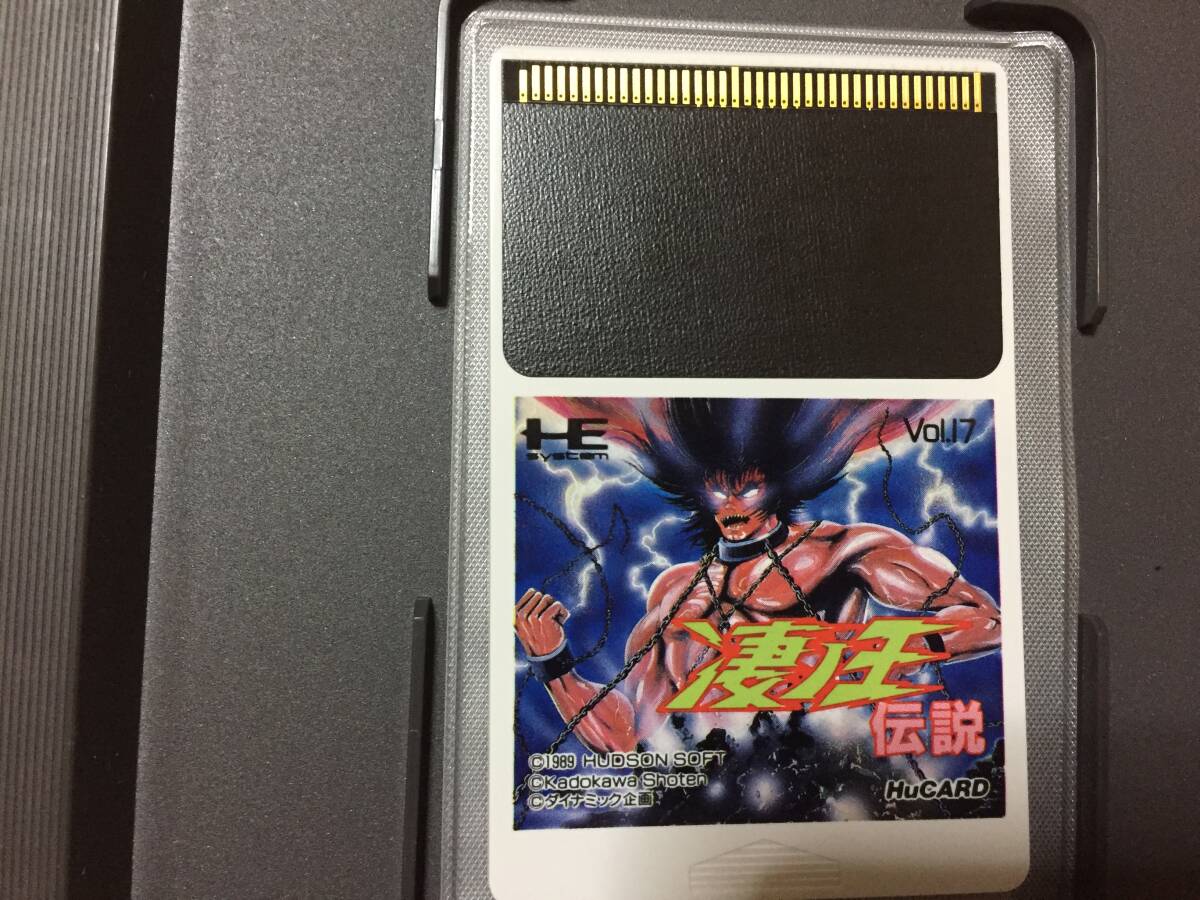 HE
system
Vol.17
凄ノ王
伝説
©1989 HUDSON SOFT
©Kadokawa Shoten
©ダイナミック企画
HuCARD